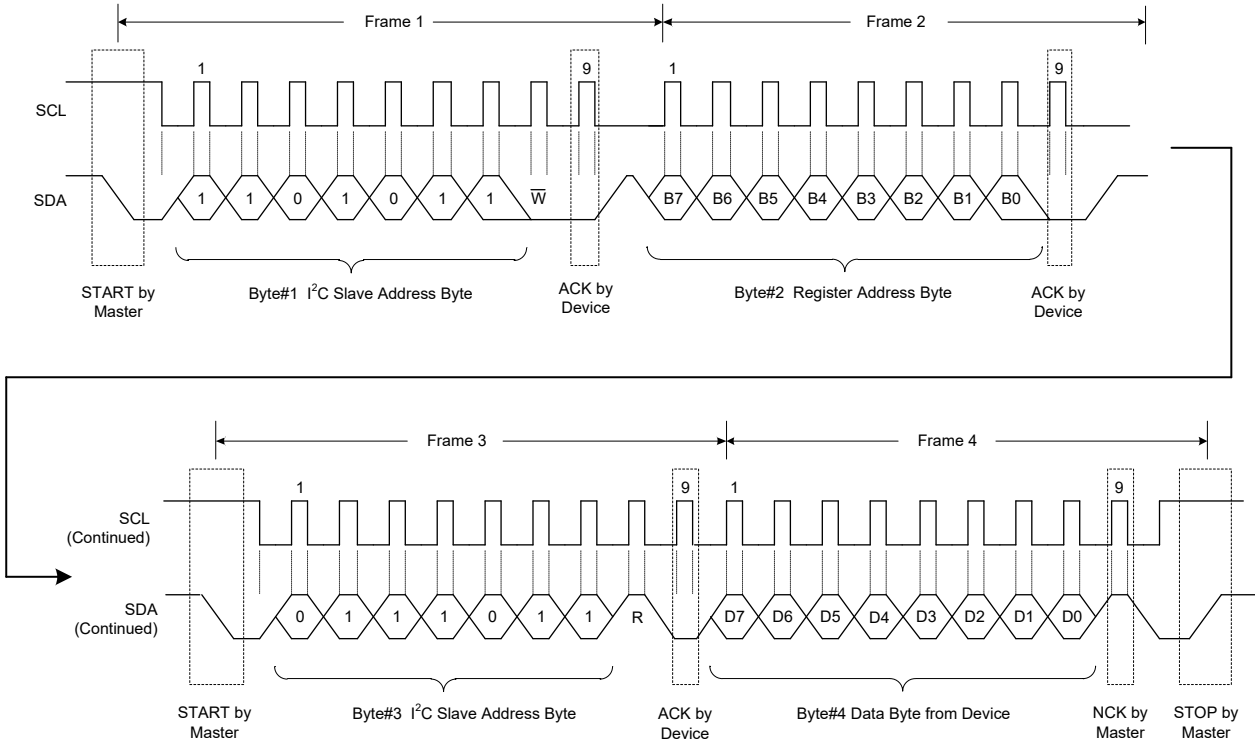 Frame 1 Frame 2
1 9 1 9
SCL
SDA 1 1 0 1 0 1 1 W̅ B7 B6 B5 B4 B3 B2 B1 B0
START by
Master
Byte#1 I²C Slave Address Byte
ACK by
Device
Byte#2 Register Address Byte
ACK by
Device
Frame 3 Frame 4
1 9 1 9
SCL
(Continued)
SDA
(Continued)
0 1 1 1 0 1 1 R D7 D6 D5 D4 D3 D2 D1 D0
START by
Master
Byte#3 I²C Slave Address Byte
ACK by
Device
Byte#4 Data Byte from Device
NCK by
Master
STOP by
Master